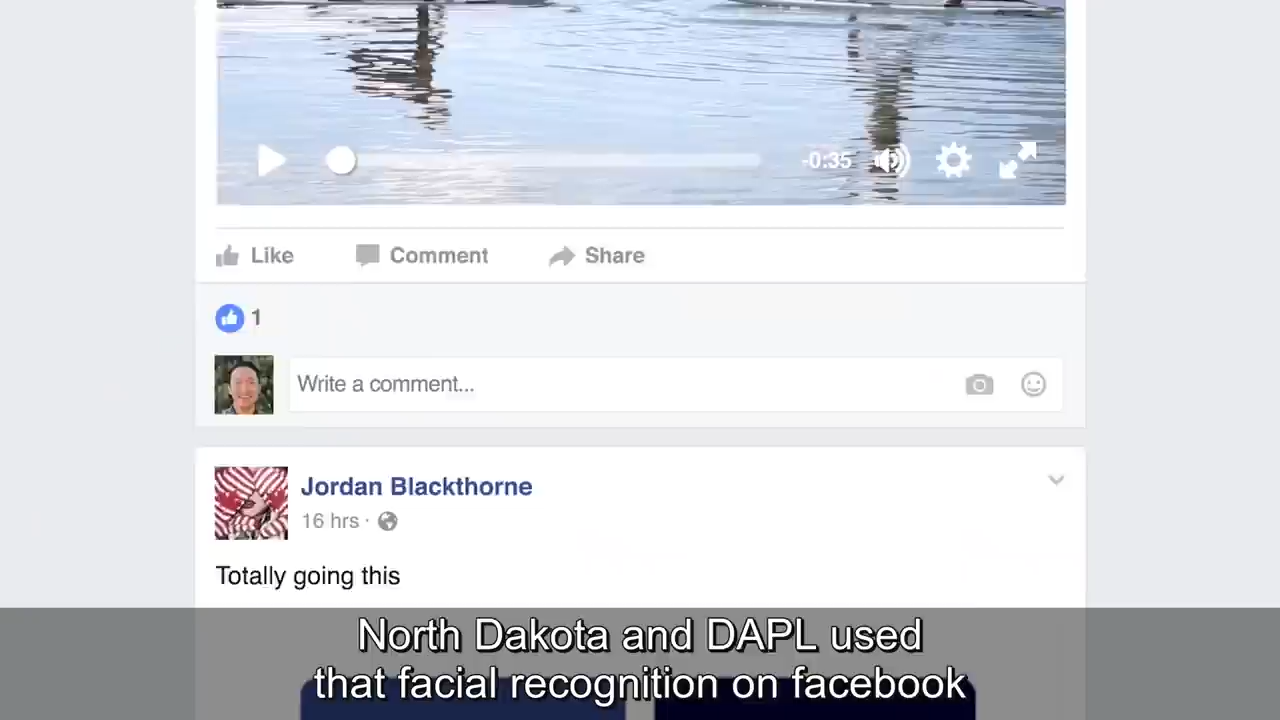 -0:35
Like Comment Share
1
Write a comment...
Jordan Blackthorne
16 hrs ·
Totally going this
North Dakota and DAPL used
that facial recognition on facebook